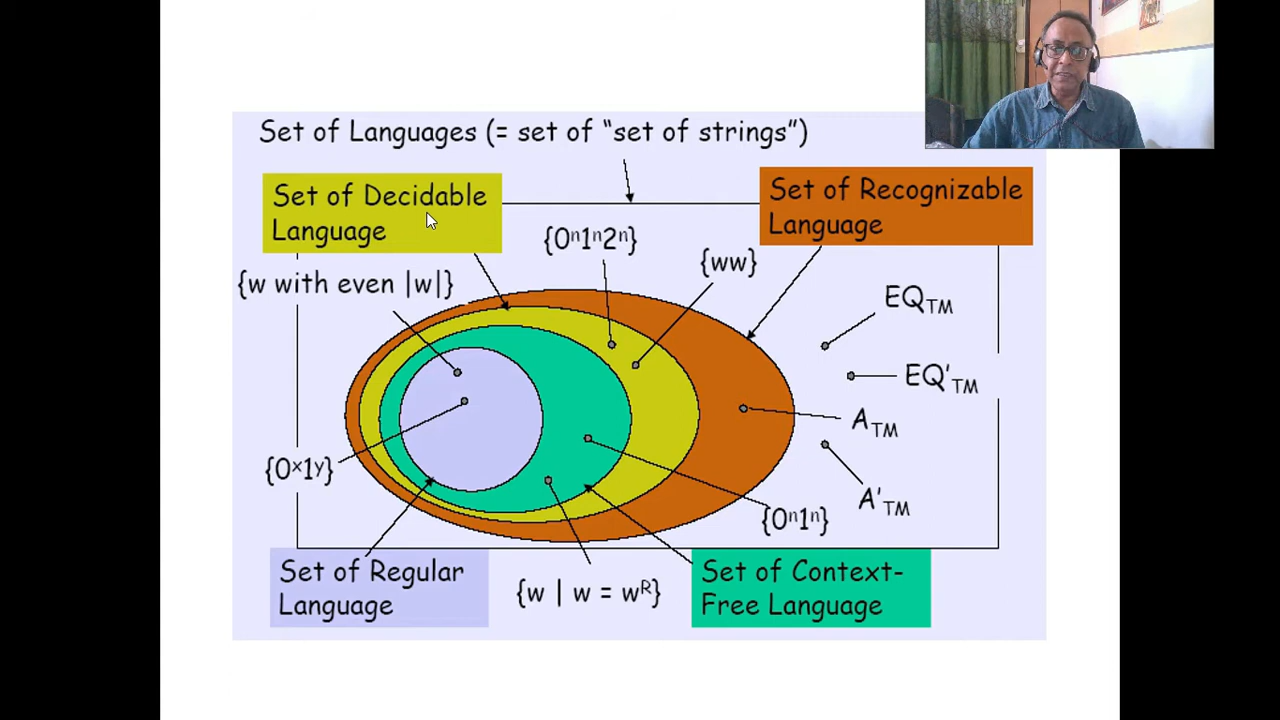 Set of Languages (= set of “set of strings”)
Set of Decidable
Language
Set of Recognizable
Language
{0ⁿ1ⁿ2ⁿ}
{ww}
{w with even |w|}
EQ_TM
EQ’_TM
A_TM
{0ˣ1ʸ}
A’_TM
{0ⁿ1ⁿ}
Set of Regular
Language
{w | w = wᴿ}
Set of Context-
Free Language